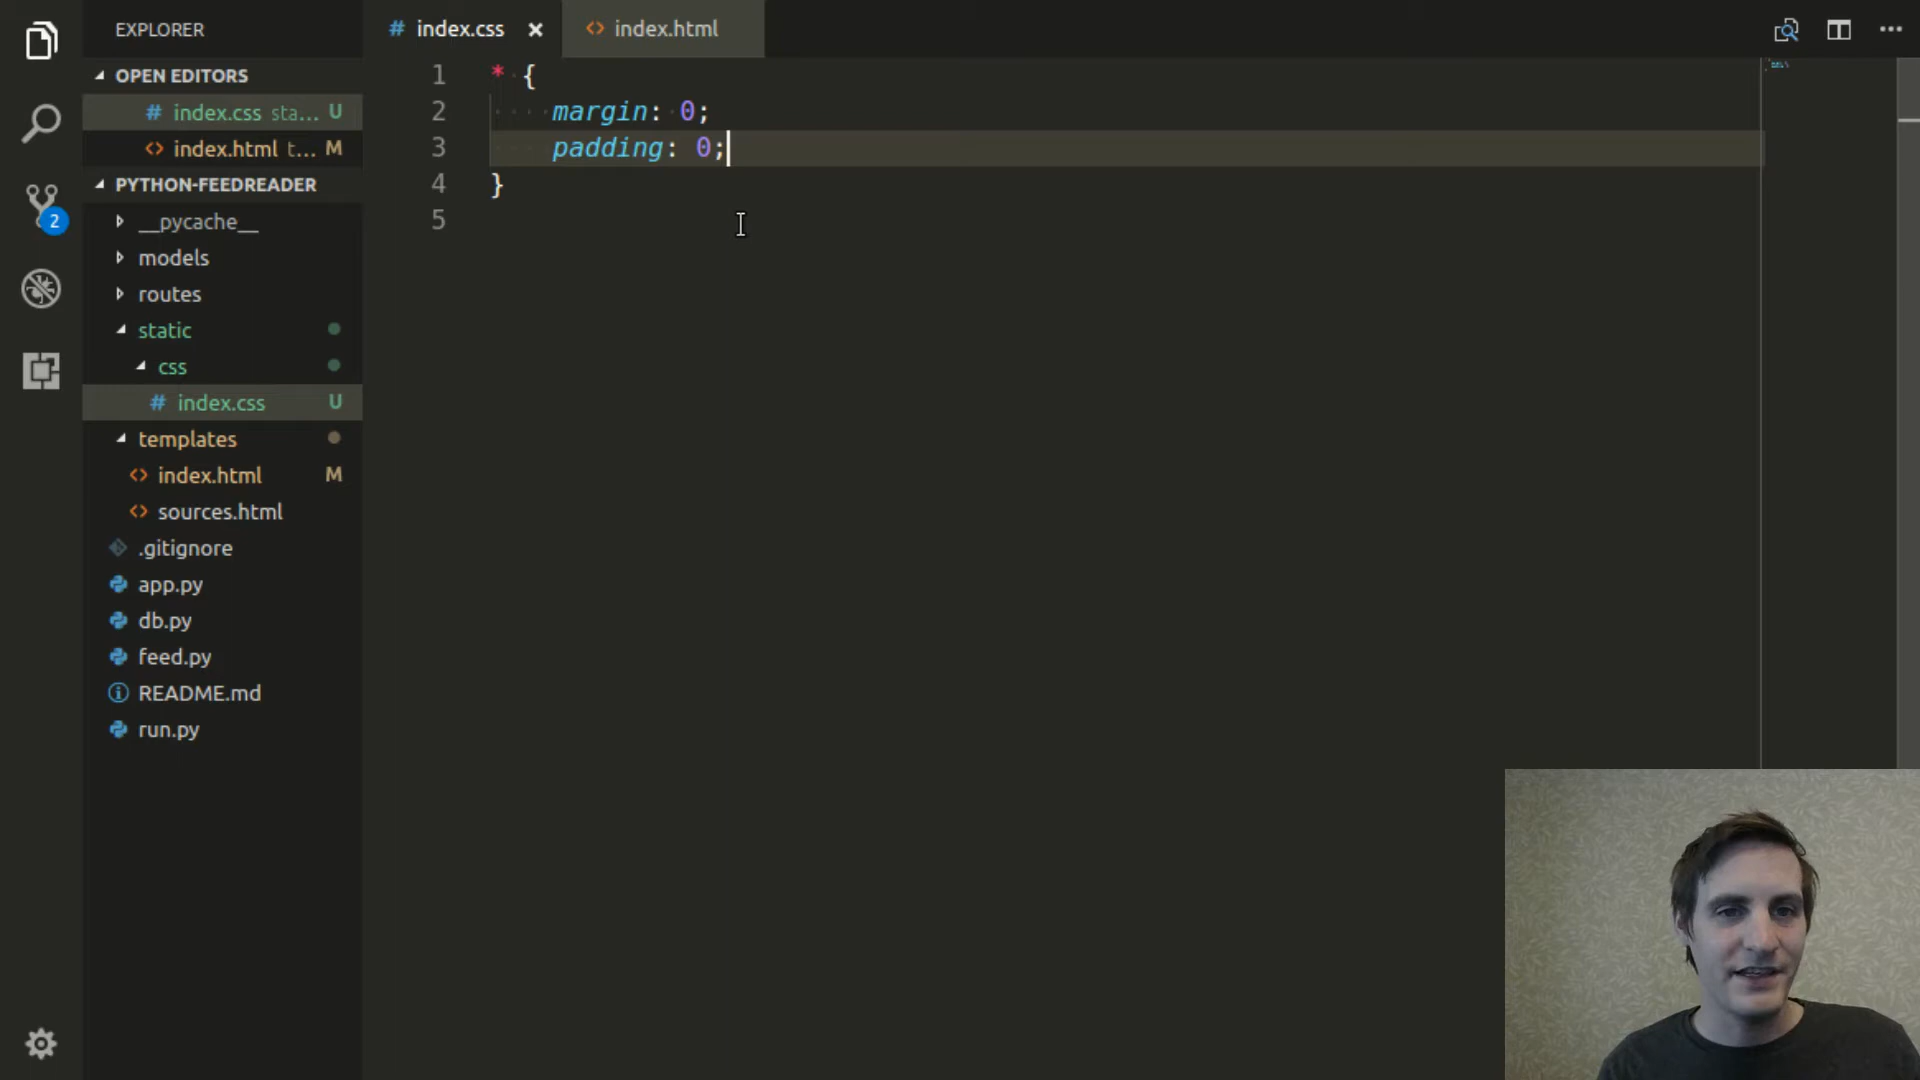 EXPLORER
OPEN EDITORS
# index.css sta... U
<> index.html t... M
PYTHON-FEEDREADER
2
__pycache__
models
routes
static
css
# index.css U
templates
<> index.html M
<> sources.html
.gitignore
app.py
db.py
feed.py
README.md
run.py
# index.css ×
<> index.html
1 * {
2 margin: 0;
3 padding: 0;
4 }
5